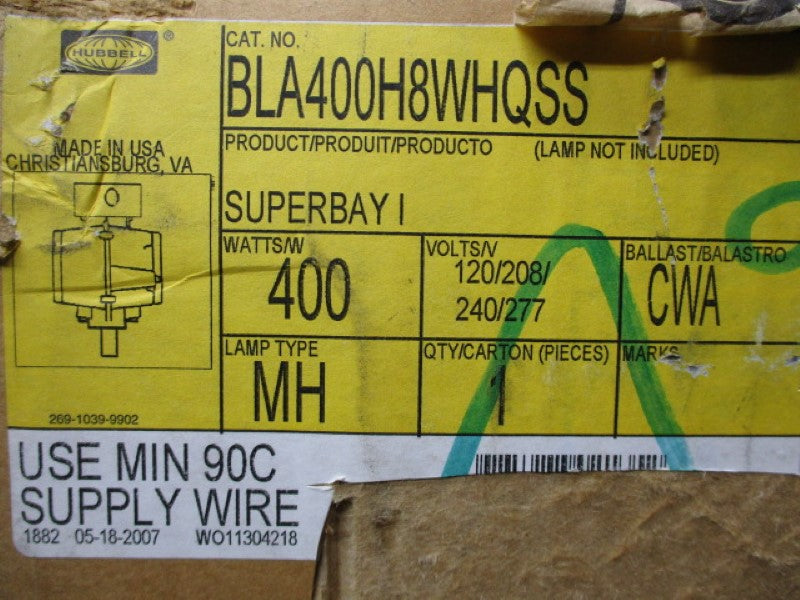 HUBBELL ®
MADE IN USA
CHRISTIANSBURG, VA
269-1039-9902
CAT. NO.
BLA400H8WHQSS
PRODUCT/PRODUIT/PRODUCTO (LAMP NOT INCLUDED)
SUPERBAY I
WATTS/W
400
VOLTS/V
120/208/
240/277
BALLAST/BALASTRO
CWA
LAMP TYPE
MH
QTY/CARTON (PIECES)
1
MARKS
USE MIN 90C
SUPPLY WIRE
1882 05-18-2007 WO11304218